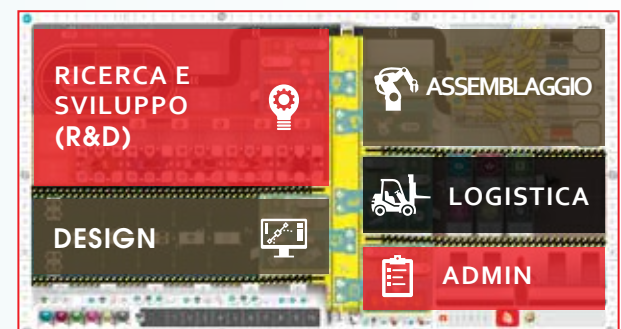 RICERCA E
SVILUPPO
(R&D)
DESIGN
ASSEMBLAGGIO
LOGISTICA
ADMIN